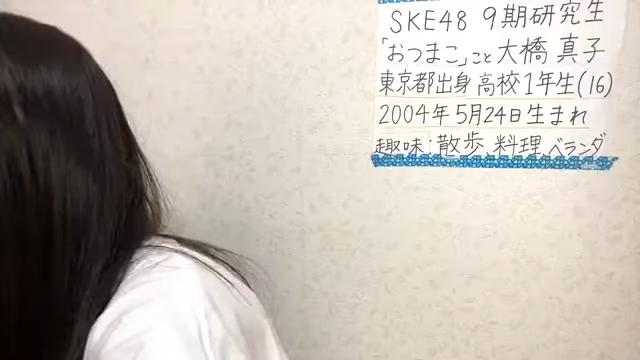 SKE48 9期研究生
「おつまこ」こと大橋真子
東京都出身 高校1年生(16)
2004年5月24日生まれ
趣味:散歩、料理、ベランダ